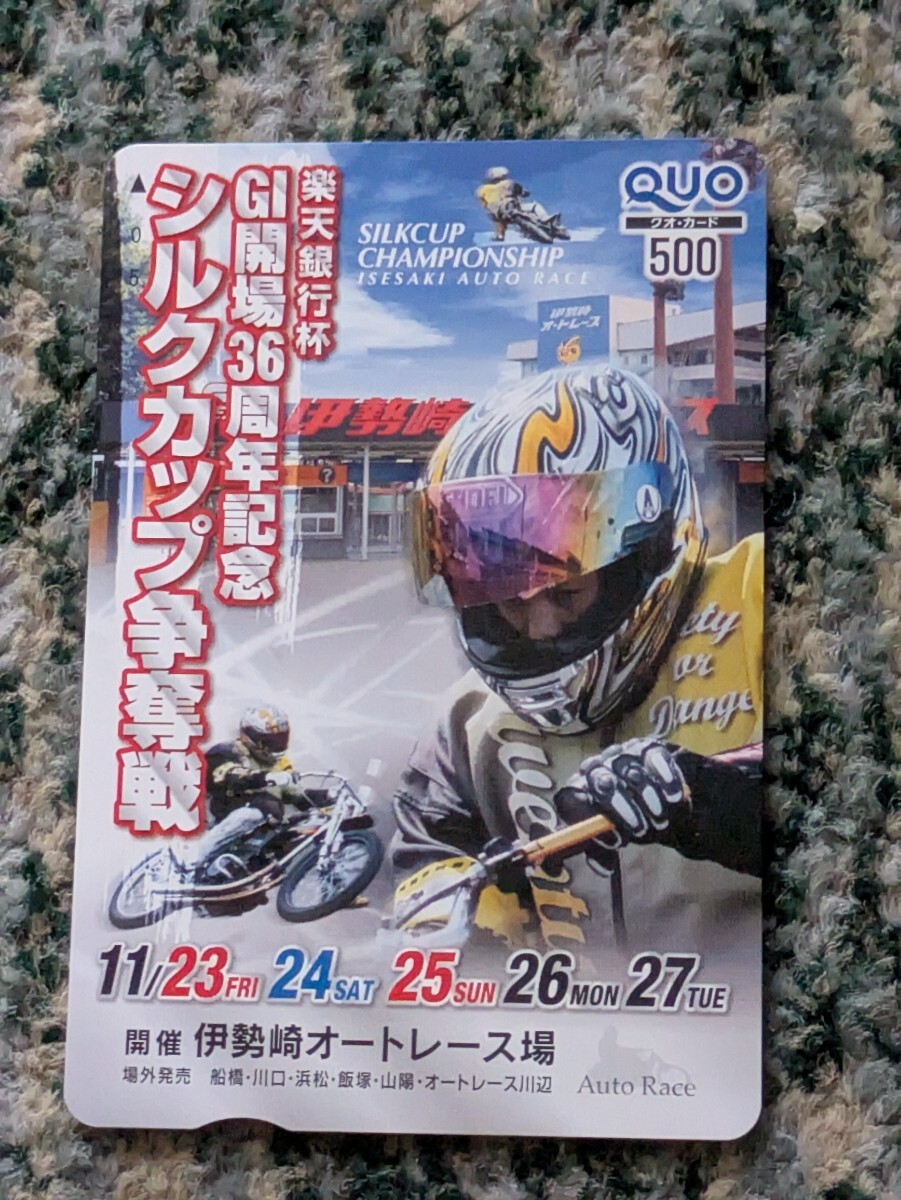 楽天銀行杯
GI開場36周年記念
シルクカップ争奪戦
0
5
SILKCUP
CHAMPIONSHIP
ISESAKI AUTO RACE
QUO
クオ・カード
500
伊勢崎
オートレース
伊勢崎 ス
SHOEI
A
ety
or
Dange
11/23FRI 24SAT 25SUN 26MON 27TUE
開催 伊勢崎オートレース場
場外発売 船橋・川口・浜松・飯塚・山陽・オートレース川辺
Auto Race